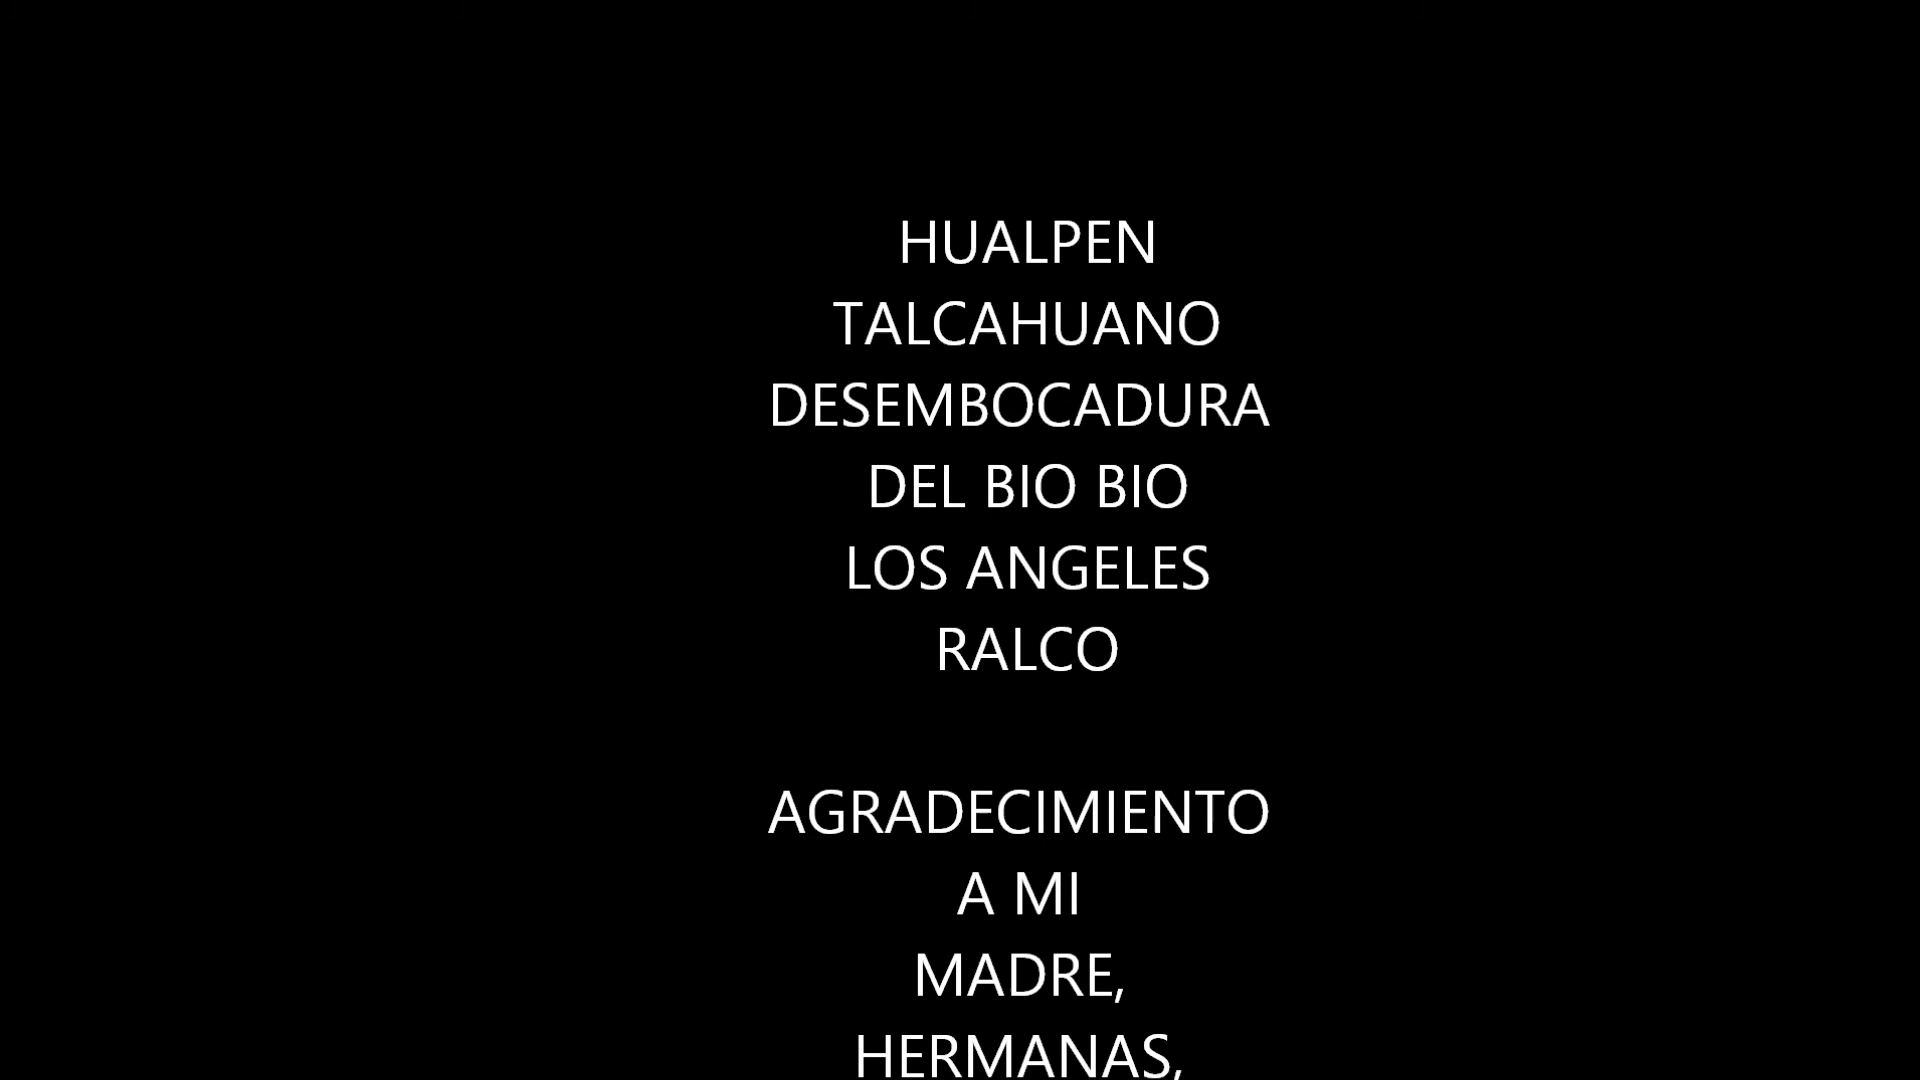 HUALPEN
TALCAHUANO
DESEMBOCADURA
DEL BIO BIO
LOS ANGELES
RALCO
AGRADECIMIENTO
A MI
MADRE,
HERMANAS,